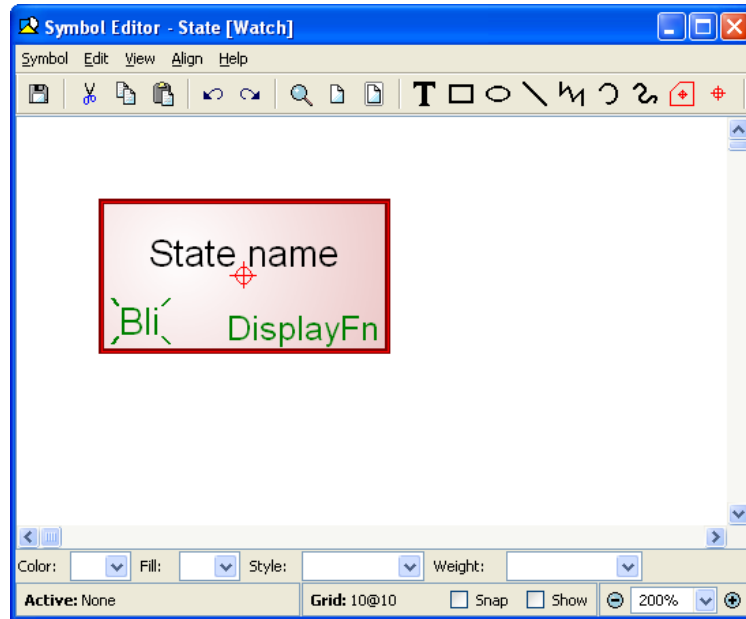 Symbol Editor - State [Watch]
Symbol Edit View Align Help
T
State name
Bli DisplayFn
Color: Fill: Style: Weight:
Active: None Grid: 10@10 Snap Show 200%